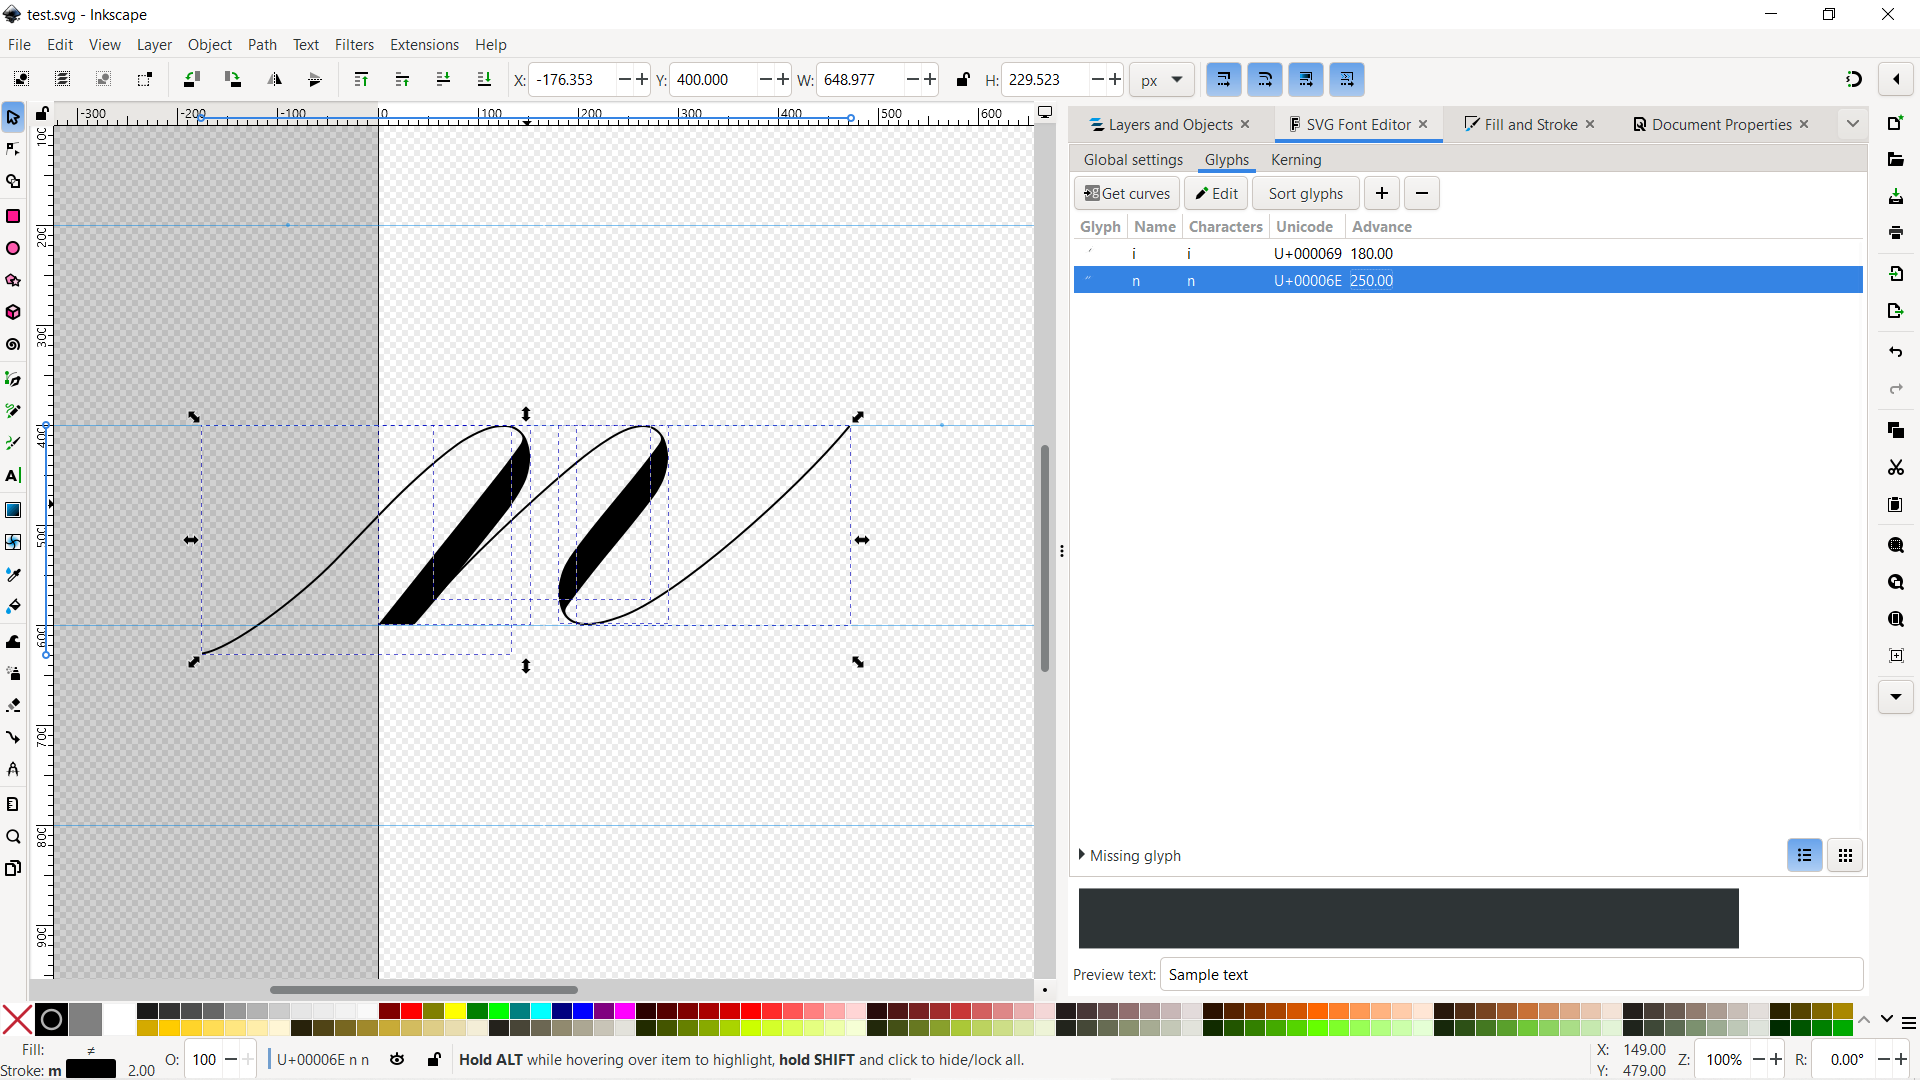 test.svg - Inkscape
File Edit View Layer Object Path Text Filters Extensions Help
X: -176.353 Y: 400.000 W: 648.977 H: 229.523 px
-300 -200 -100 0 100 200 300 400 500 600
100
200
300
400
500
600
700
800
900
Layers and Objects SVG Font Editor Fill and Stroke Document Properties
Global settings Glyphs Kerning
Get curves Edit Sort glyphs
Glyph Name Characters Unicode Advance
i i U+000069 180.00
n n U+00006E 250.00
Missing glyph
Preview text: Sample text
Fill: ≠
Stroke: m 2.00
O: 100
U+00006E n n
Hold ALT while hovering over item to highlight, hold SHIFT and click to hide/lock all.
X: 149.00
Y: 479.00
Z: 100%
R: 0.00°